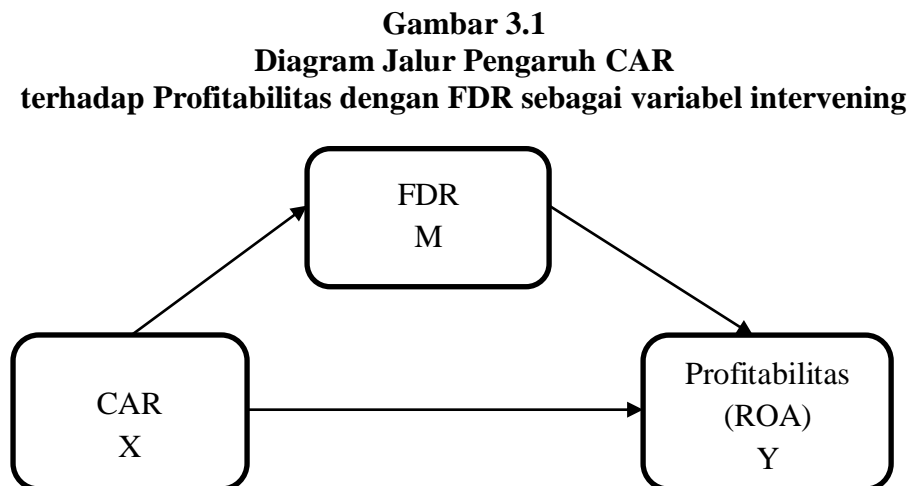 Gambar 3.1
Diagram Jalur Pengaruh CAR
terhadap Profitabilitas dengan FDR sebagai variabel intervening
FDR
M
CAR
X
Profitabilitas
(ROA)
Y